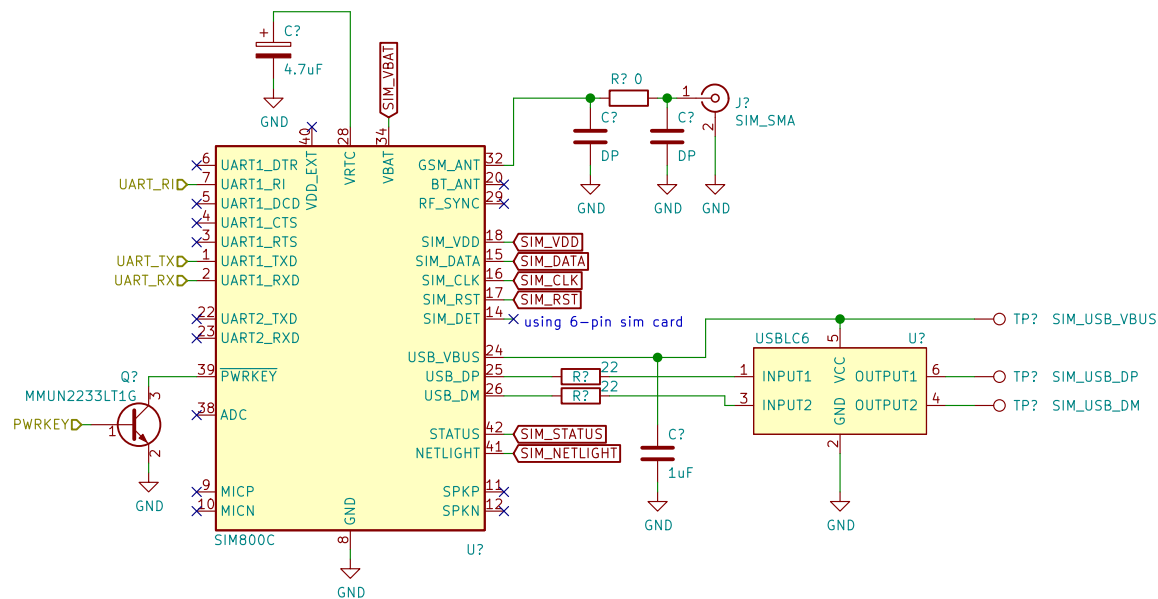 + C?
4.7uF
GND
SIM_VBAT
40 28 34
VDD_EXT VRTC VBAT
R? 0
1 J?
2 SIM_SMA
C? C?
DP DP
GND GND GND
6 UART1_DTR GSM_ANT 32
UART_RI 7 UART1_RI BT_ANT 20
5 UART1_DCD RF_SYNC 29
4 UART1_CTS
3 UART1_RTS SIM_VDD 18 SIM_VDD
UART_TX 1 UART1_TXD SIM_DATA 15 SIM_DATA
UART_RX 2 UART1_RXD SIM_CLK 16 SIM_CLK
SIM_RST 17 SIM_RST
22 UART2_TXD SIM_DET 14 using 6-pin sim card
23 UART2_RXD
TP? SIM_USB_VBUS
USBLC6 5 U?
USB_VBUS 24
39 PWRKEY USB_DP 25 R? 22
USB_DM 26 R? 22
1 INPUT1 VCC OUTPUT1 6 TP? SIM_USB_DP
3 INPUT2 GND OUTPUT2 4 TP? SIM_USB_DM
2
GND
Q? 3
MMUN2233LT1G
PWRKEY 1
2
GND
38 ADC
STATUS 42 SIM_STATUS
NETLIGHT 41 SIM_NETLIGHT
C?
1uF
GND
9 MICP SPKP 11
10 MICN SPKN 12
GND
SIM800C 8 U?
GND